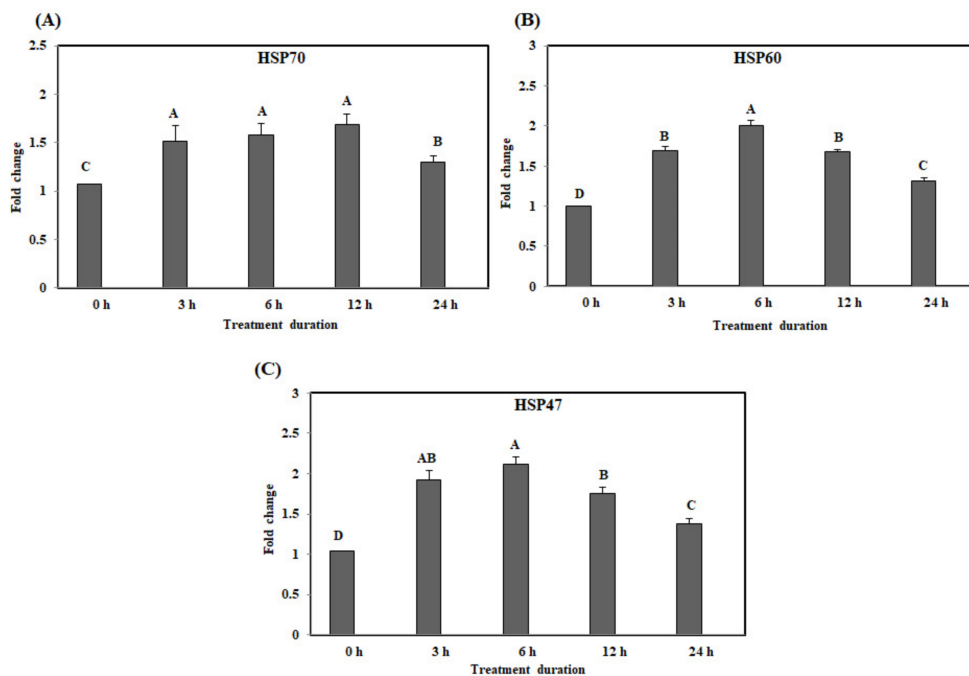 (A)
HSP70
2.5
2
1.5
1
0.5
0
Fold change
C
A
A
A
B
0 h 3 h 6 h 12 h 24 h
Treatment duration
(B)
HSP60
3
2.5
2
1.5
1
0.5
0
Fold change
D
B
A
B
C
0 h 3 h 6 h 12 h 24 h
Treatment duration
(C)
HSP47
3
2.5
2
1.5
1
0.5
0
Fold change
D
AB
A
B
C
0 h 3 h 6 h 12 h 24 h
Treatment duration